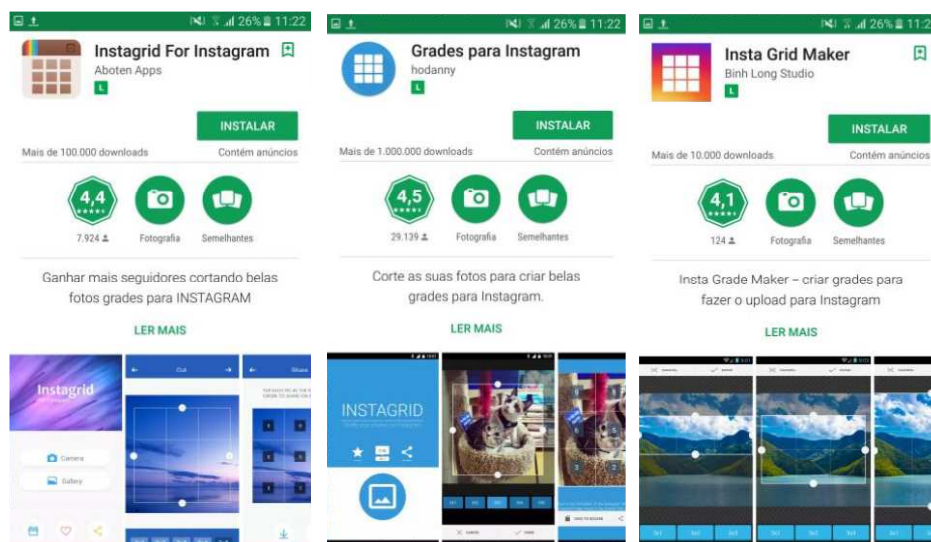 26% 11:22
Instagrid For Instagram
Aboten Apps
L
INSTALAR
Mais de 100.000 downloads
Contém anúncios
4,4
7.924
Fotografia
Semelhantes
Ganhar mais seguidores cortando belas
fotos grades para INSTAGRAM
LER MAIS
Instagrid
Camera
Gallery
Cut
Share
26% 11:22
Grades para Instagram
hodanny
L
INSTALAR
Mais de 1.000.000 downloads
Contém anúncios
4,5
29.139
Fotografia
Semelhantes
Corte as suas fotos para criar belas
grades para Instagram.
LER MAIS
INSTAGRID
26% 11:2
Insta Grid Maker
Binh Long Studio
L
INSTALAR
Mais de 10.000 downloads
Contém anúncios
4,1
124
Fotografia
Semelhantes
Insta Grade Maker – criar grades para
fazer o upload para Instagram
LER MAIS